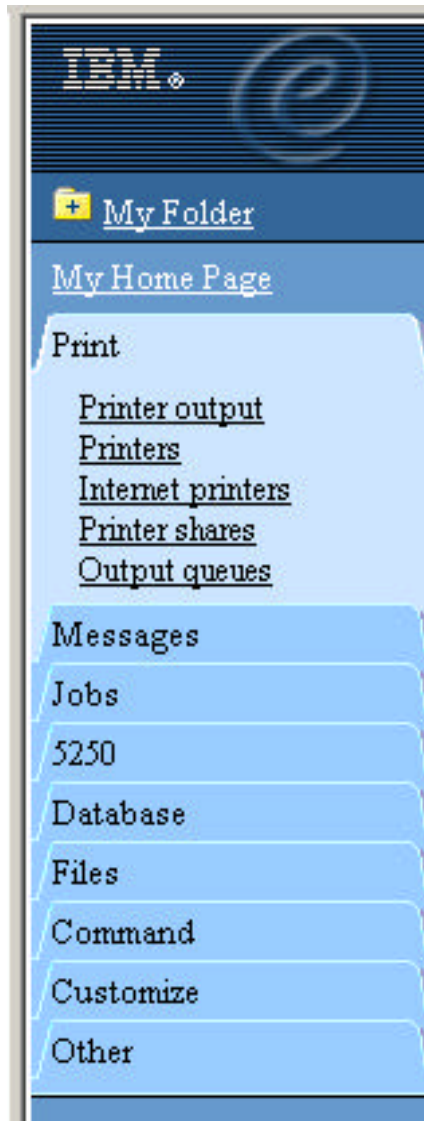 IBM®
My Folder
My Home Page
Print
Printer output
Printers
Internet printers
Printer shares
Output queues
Messages
Jobs
5250
Database
Files
Command
Customize
Other